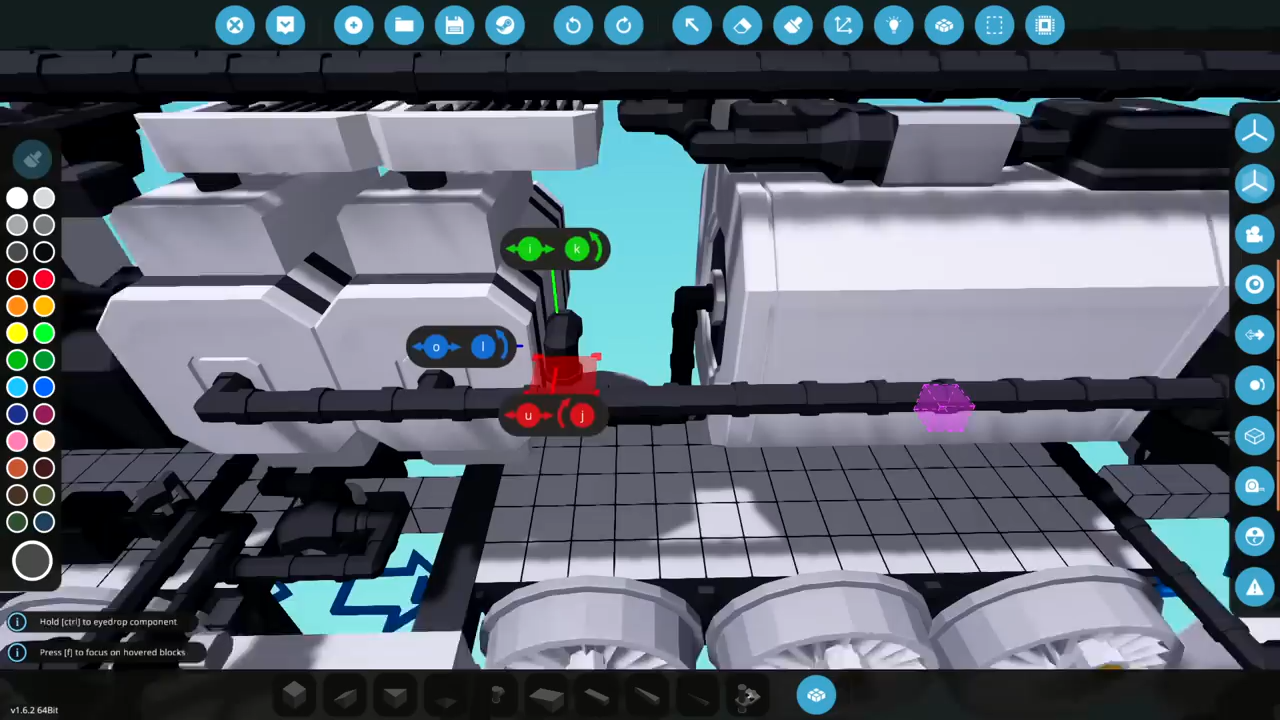 i k
o l
u j
Hold [ctrl] to eyedrop component
Press [f] to focus on hovered blocks
v1.6.2 64Bit